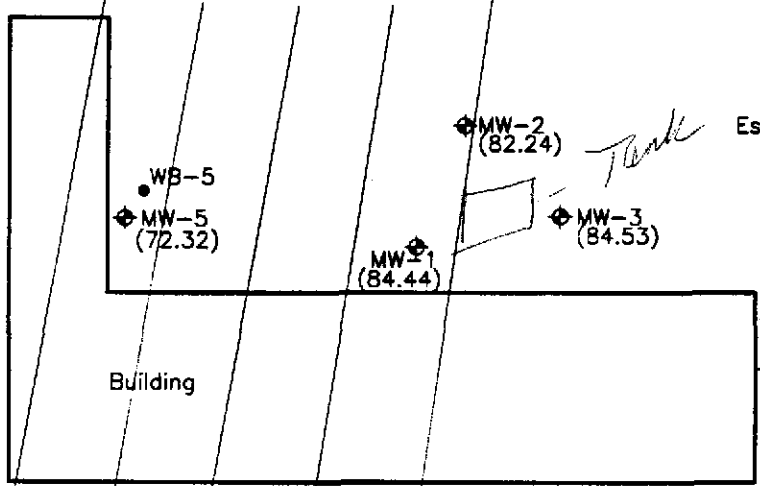 MW-2
(82.24)
Tank
Es
WB-5
MW-5
(72.32)
MW-3
(84.53)
MW-1
(84.44)
Building